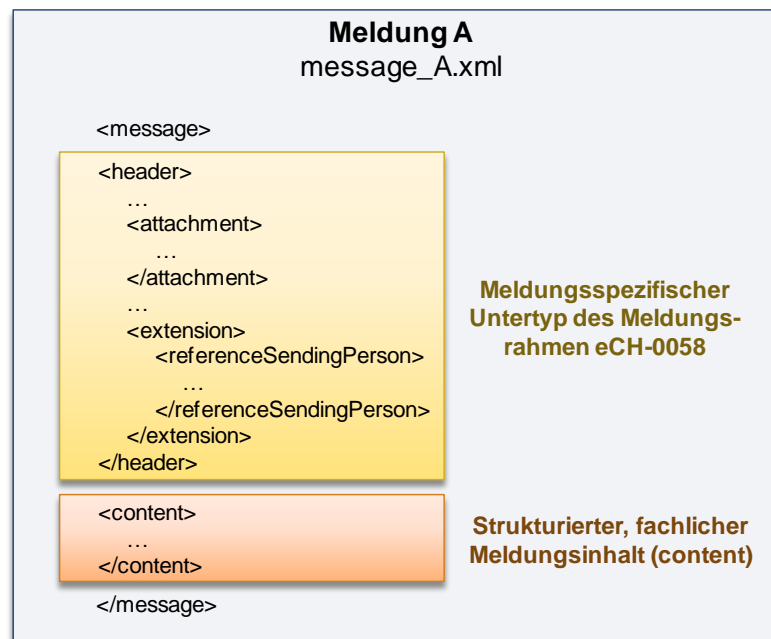 Meldung A
message_A.xml
<message>
<header>
…
<attachment>
…
</attachment>
…
<extension>
<referenceSendingPerson>
…
</referenceSendingPerson>
</extension>
</header>
Meldungsspezifischer
Untertyp des Meldungs-
rahmen eCH-0058
<content>
…
</content>
Strukturierter, fachlicher
Meldungsinhalt (content)
</message>